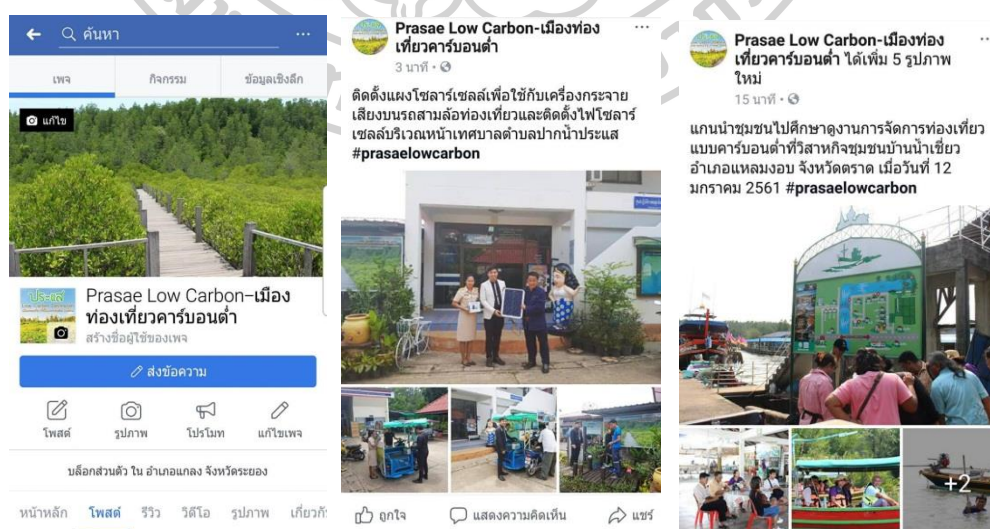 ค้นหา
เพจ
กิจกรรม
ข้อมูลเชิงลึก
แก้ไข
ประแส
Prasae Low Carbon-เมือง
ท่องเที่ยวคาร์บอนต่ำ
สร้างชื่อผู้ใช้ของเพจ
ส่งข้อความ
โพสต์
รูปภาพ
โปรโมท
แก้ไขเพจ
บล็อกส่วนตัว ใน อำเภอแกลง จังหวัดระยอง
หน้าหลัก โพสต์ รีวิว วิดีโอ รูปภาพ เกี่ยวกั
Prasae Low Carbon-เมืองท่อง
เที่ยวคาร์บอนต่ำ
3 นาที
ติดตั้งแผงโซลาร์เซลล์เพื่อใช้กับเครื่องกระจาย
เสียงบนรถสามล้อท่องเที่ยวและติดตั้งไฟโซลาร์
เซลล์บริเวณหน้าเทศบาลตำบลปากน้ำประแส
#prasaelowcarbon
ถูกใจ
แสดงความคิดเห็น
แชร์
Prasae Low Carbon-เมืองท่อง
เที่ยวคาร์บอนต่ำ ได้เพิ่ม 5 รูปภาพ
ใหม่
15 นาที
แกนนำชุมชนไปศึกษาดูงานการจัดการท่องเที่ยว
แบบคาร์บอนต่ำที่วิสาหกิจชุมชนบ้านน้ำเชี่ยว
อำเภอแหลมงอบ จังหวัดตราด เมื่อวันที่ 12
มกราคม 2561 #prasaelowcarbon
+2